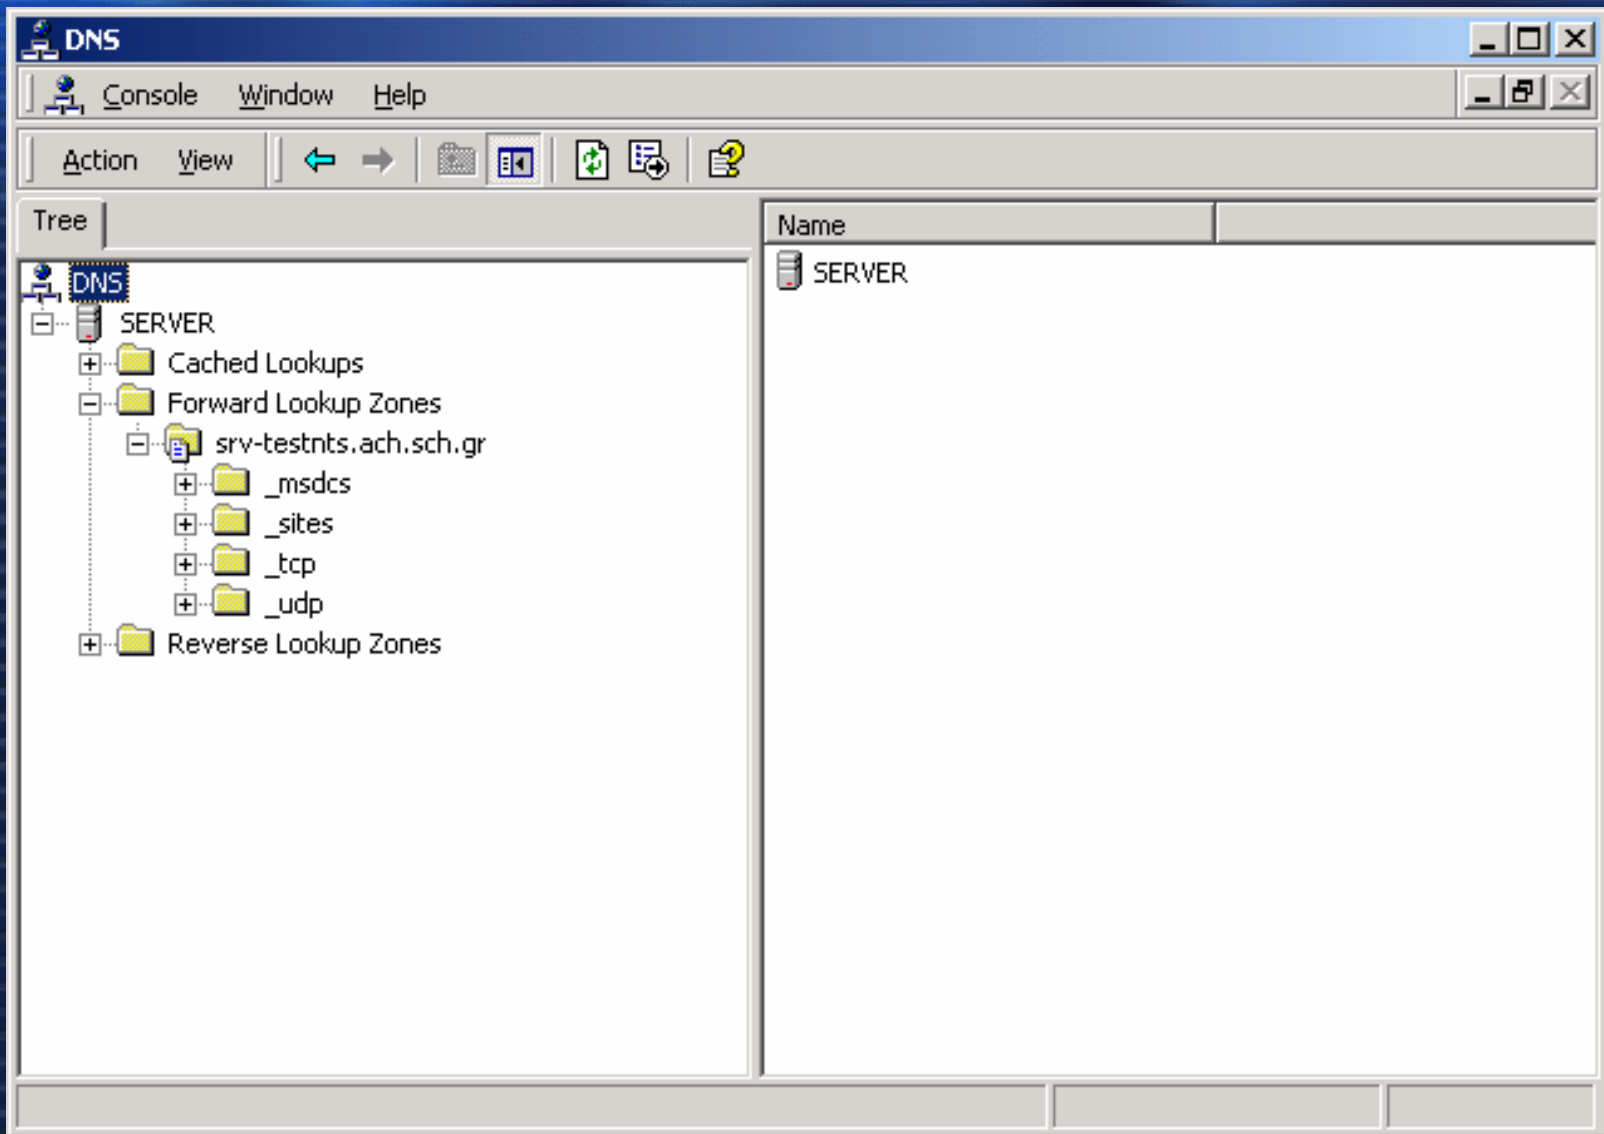 DNS
Console Window Help
Action View
Tree
DNS
SERVER
Cached Lookups
Forward Lookup Zones
srv-testnts.ach.sch.gr
_msdcs
_sites
_tcp
_udp
Reverse Lookup Zones
Name
SERVER